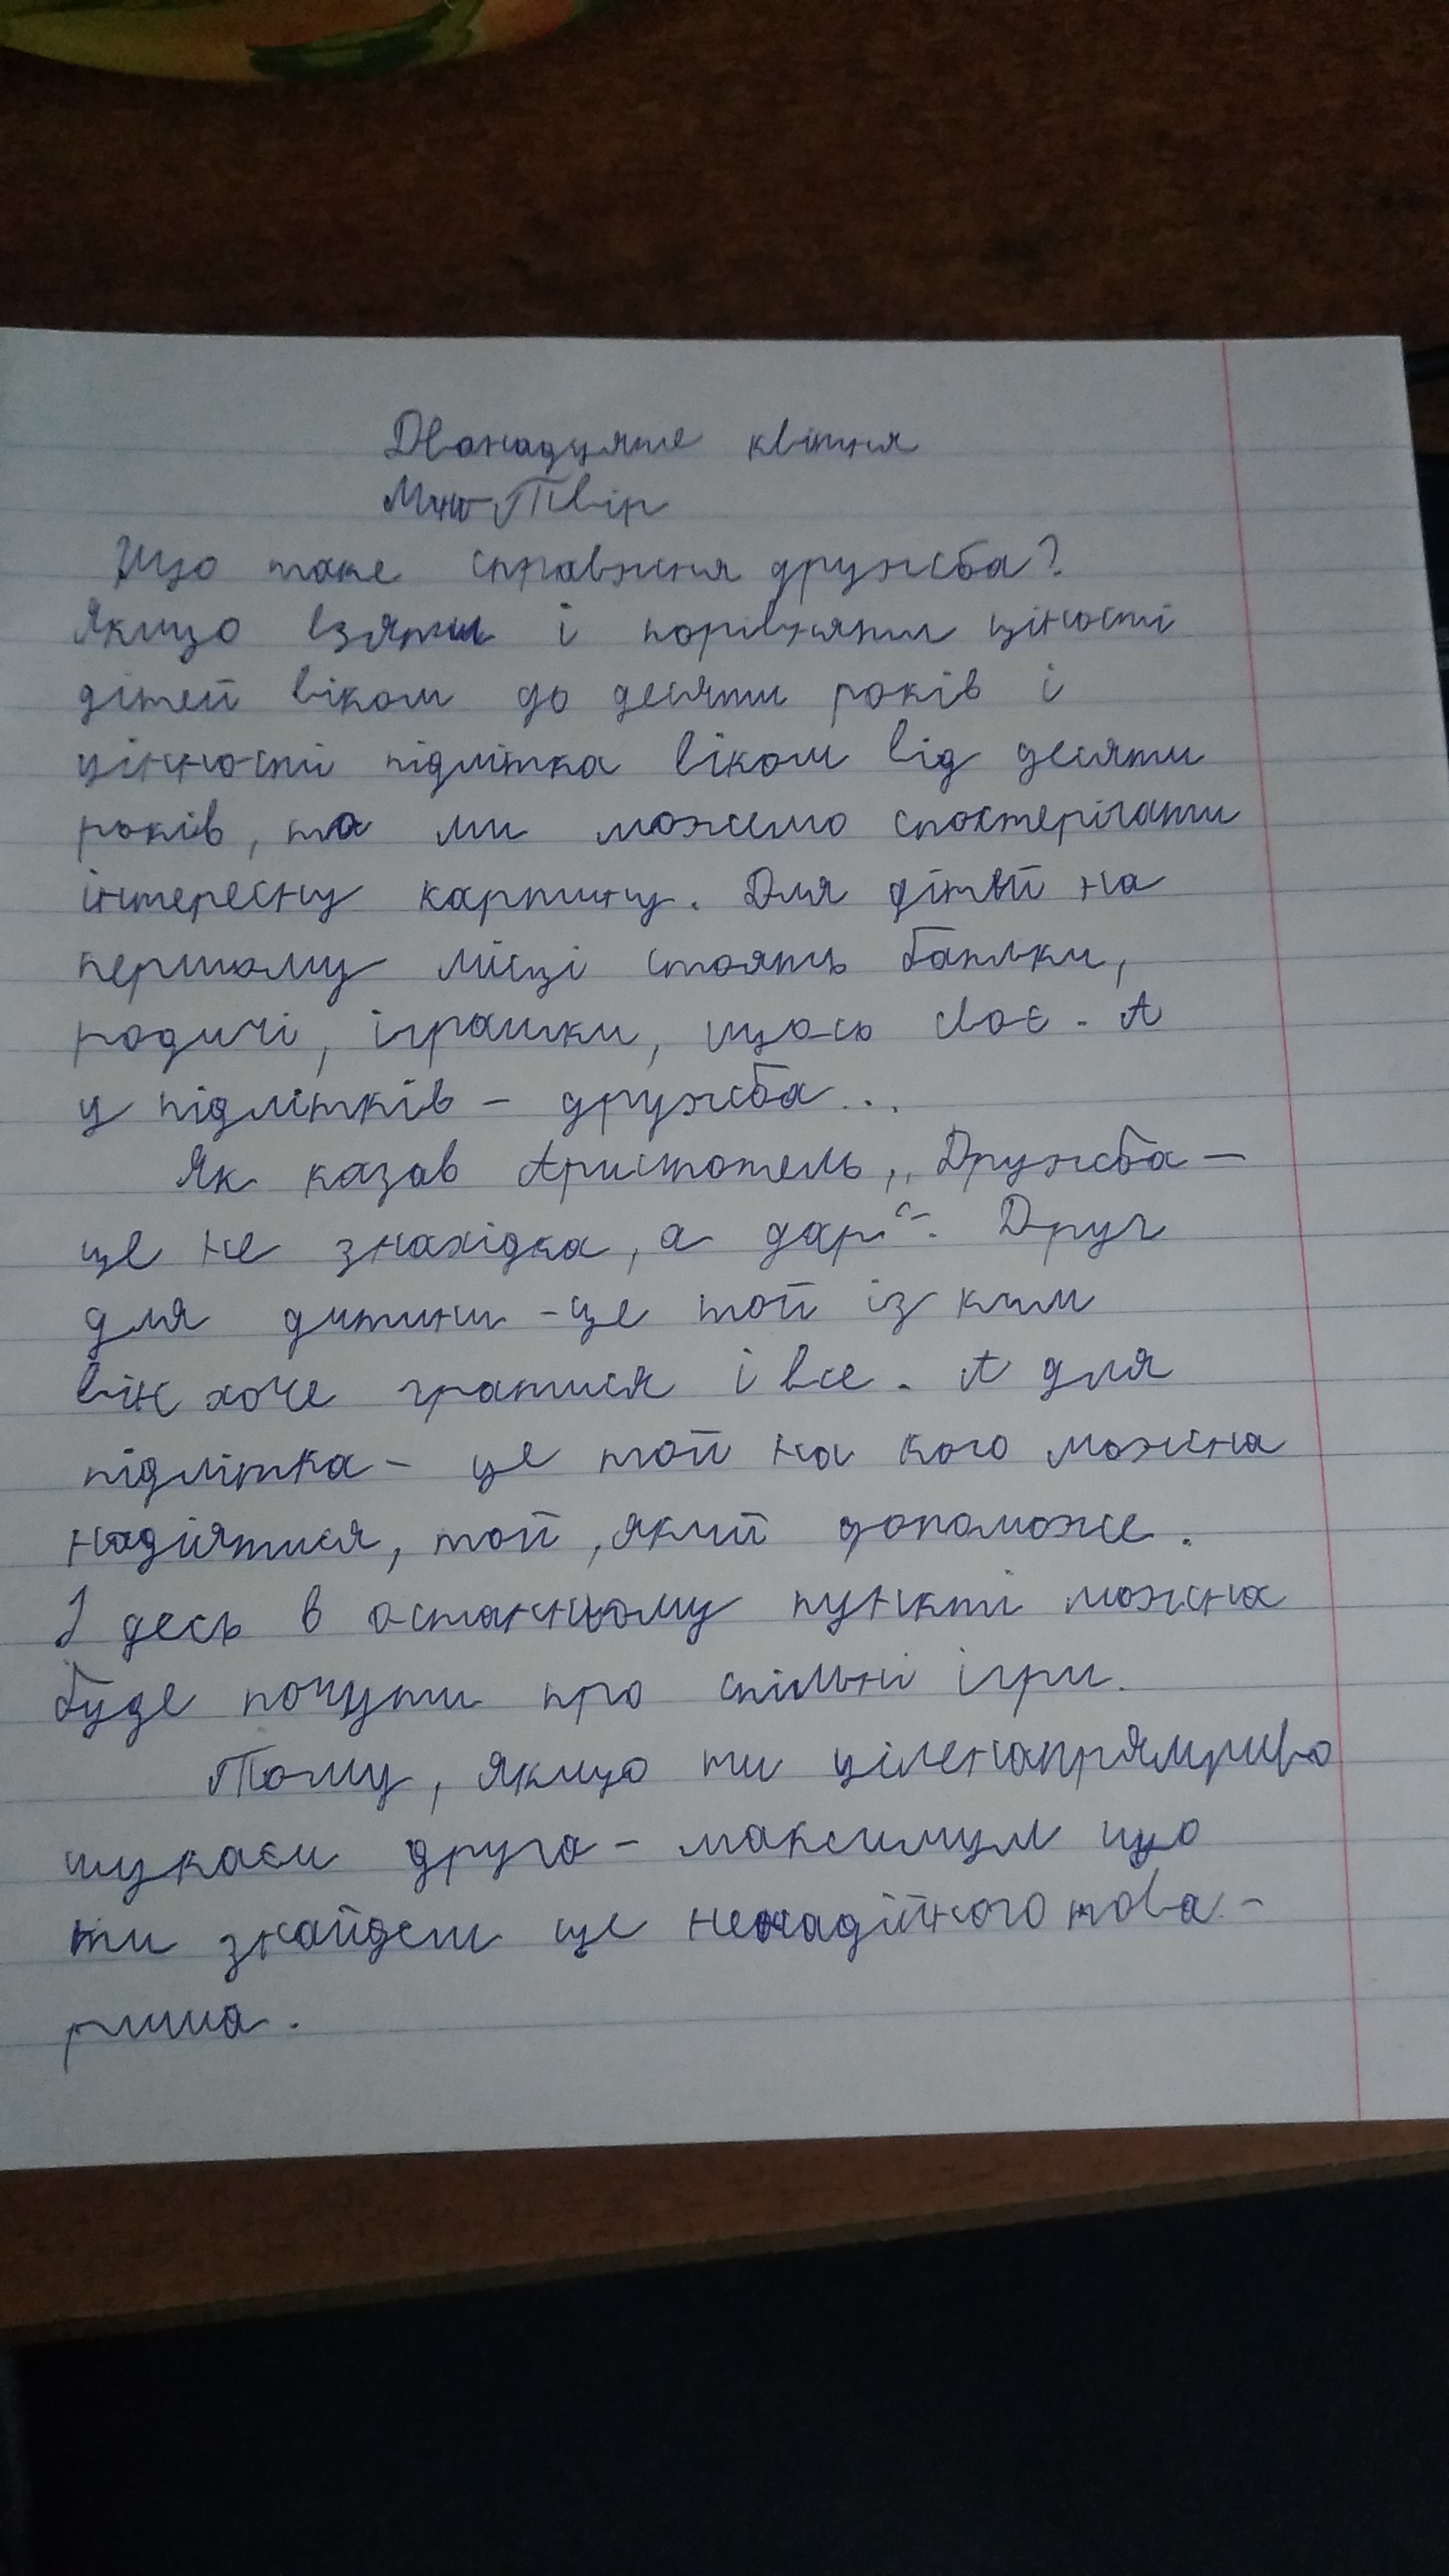 Дванадцяте квітня
Міні-Твір
Що таке справжня дружба?
Якщо взяти і порівняти ціності
дітей віком до десяти років і
цінності підлітка віком від десяти
років, то ми можемо спостерігати
інтересну картину. Для дітей на
першому місці стоять батьки,
родичі, іграшки, щось своє. А
у підлітків - дружба...
Як казав Аристотель, „Дружба -
це не знахідка, а дар". Друг
для дитини - це той із ким
він хоче гратися і все. А для
підлітка - це той на кого можна
надіятися, той, який допоможе.
І десь в останньому пункті можна
буде почути про спільні ігри.
Тому, якщо ти
шукаєш друга - максимум що
ти знайдеш це ненадійного това-
риша.